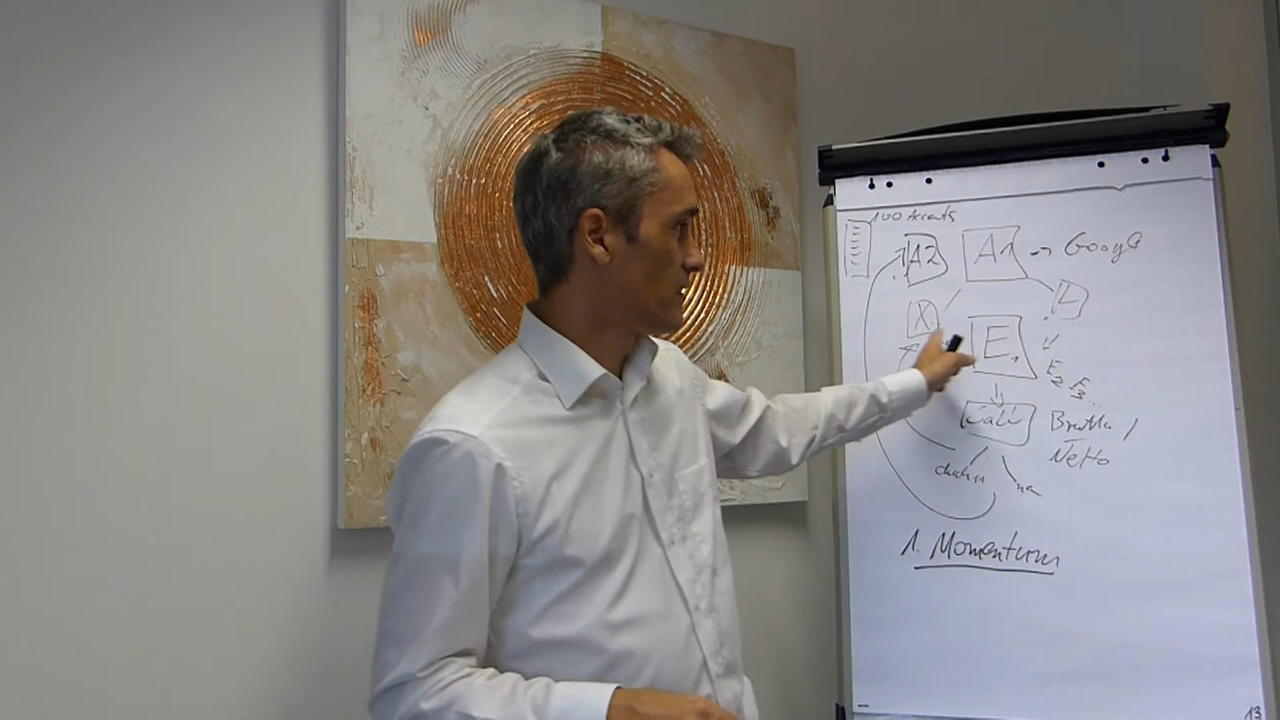 100 Accounts
A2
A1 -> Google
L
X
E1
E2 E3 ..
Call
Brutto /
Netto
1. Momentum
13